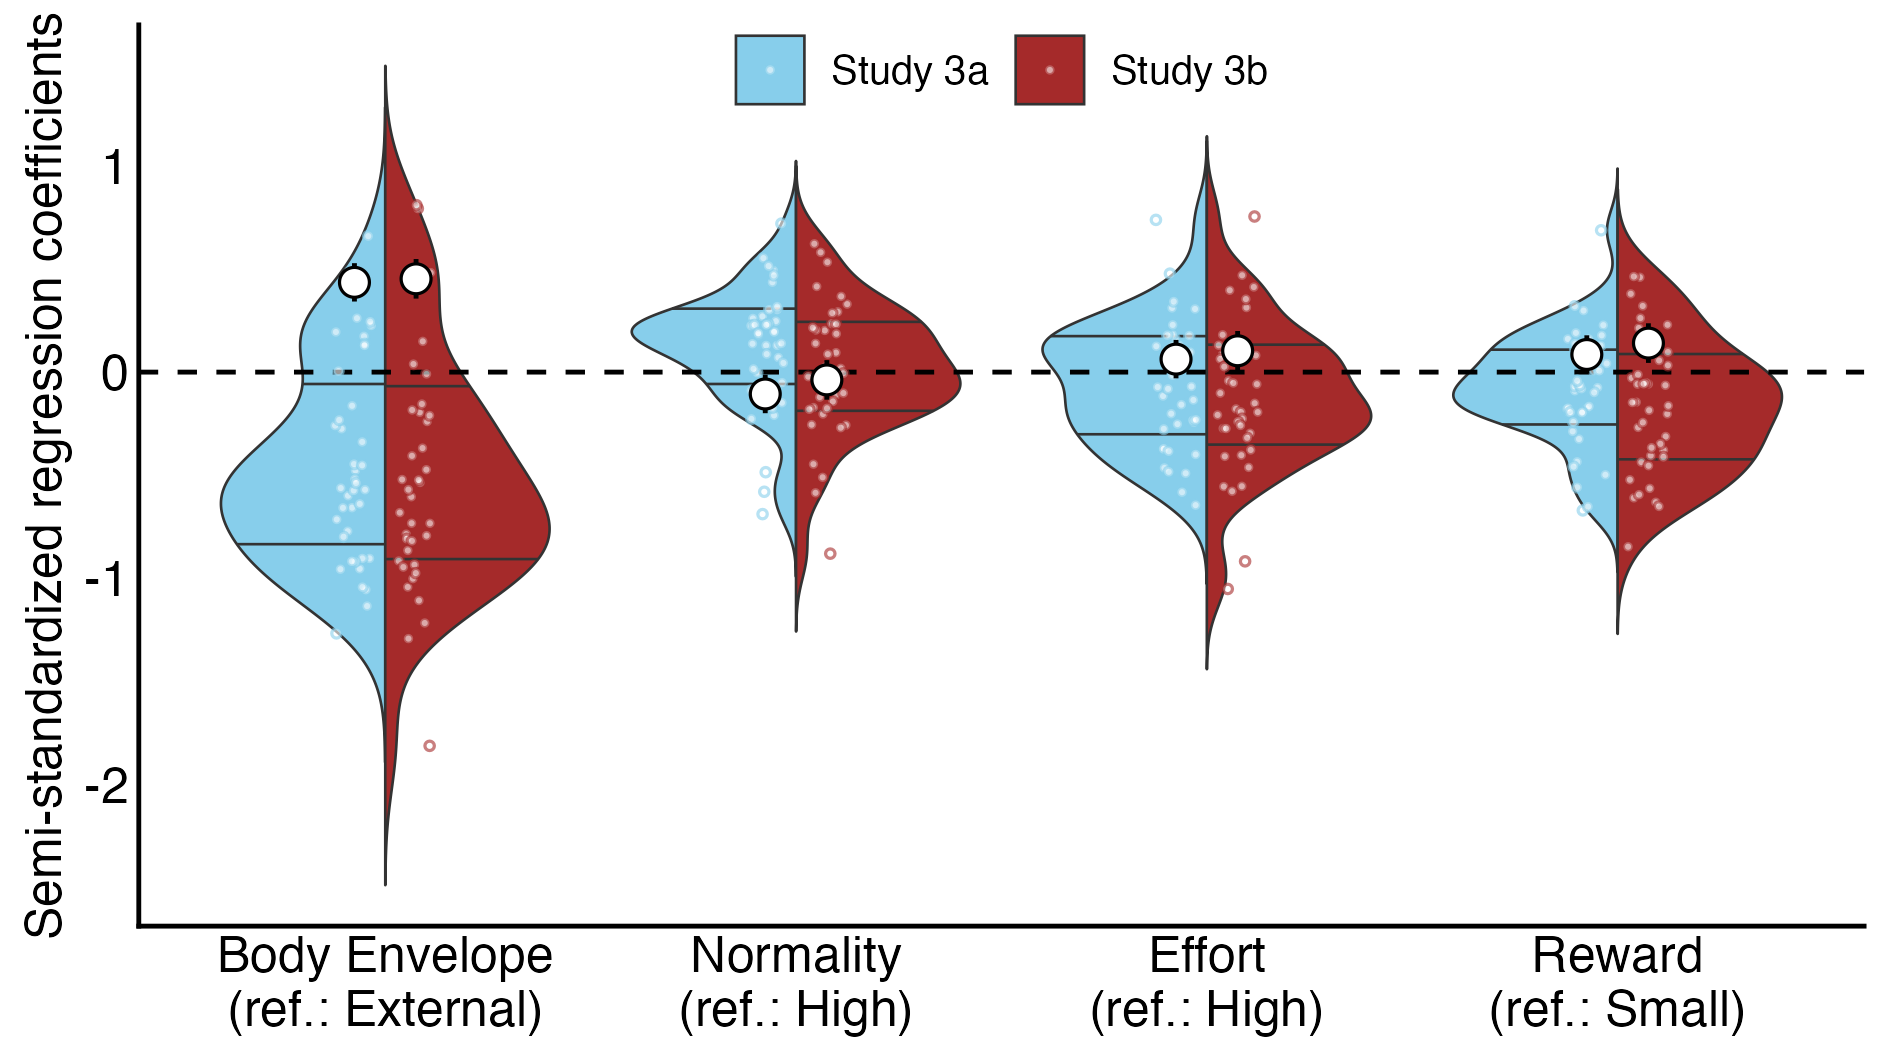 Semi-standardized regression coefficients
Study 3a
Study 3b
1
0
-1
-2
Body Envelope
(ref.: External)
Normality
(ref.: High)
Effort
(ref.: High)
Reward
(ref.: Small)